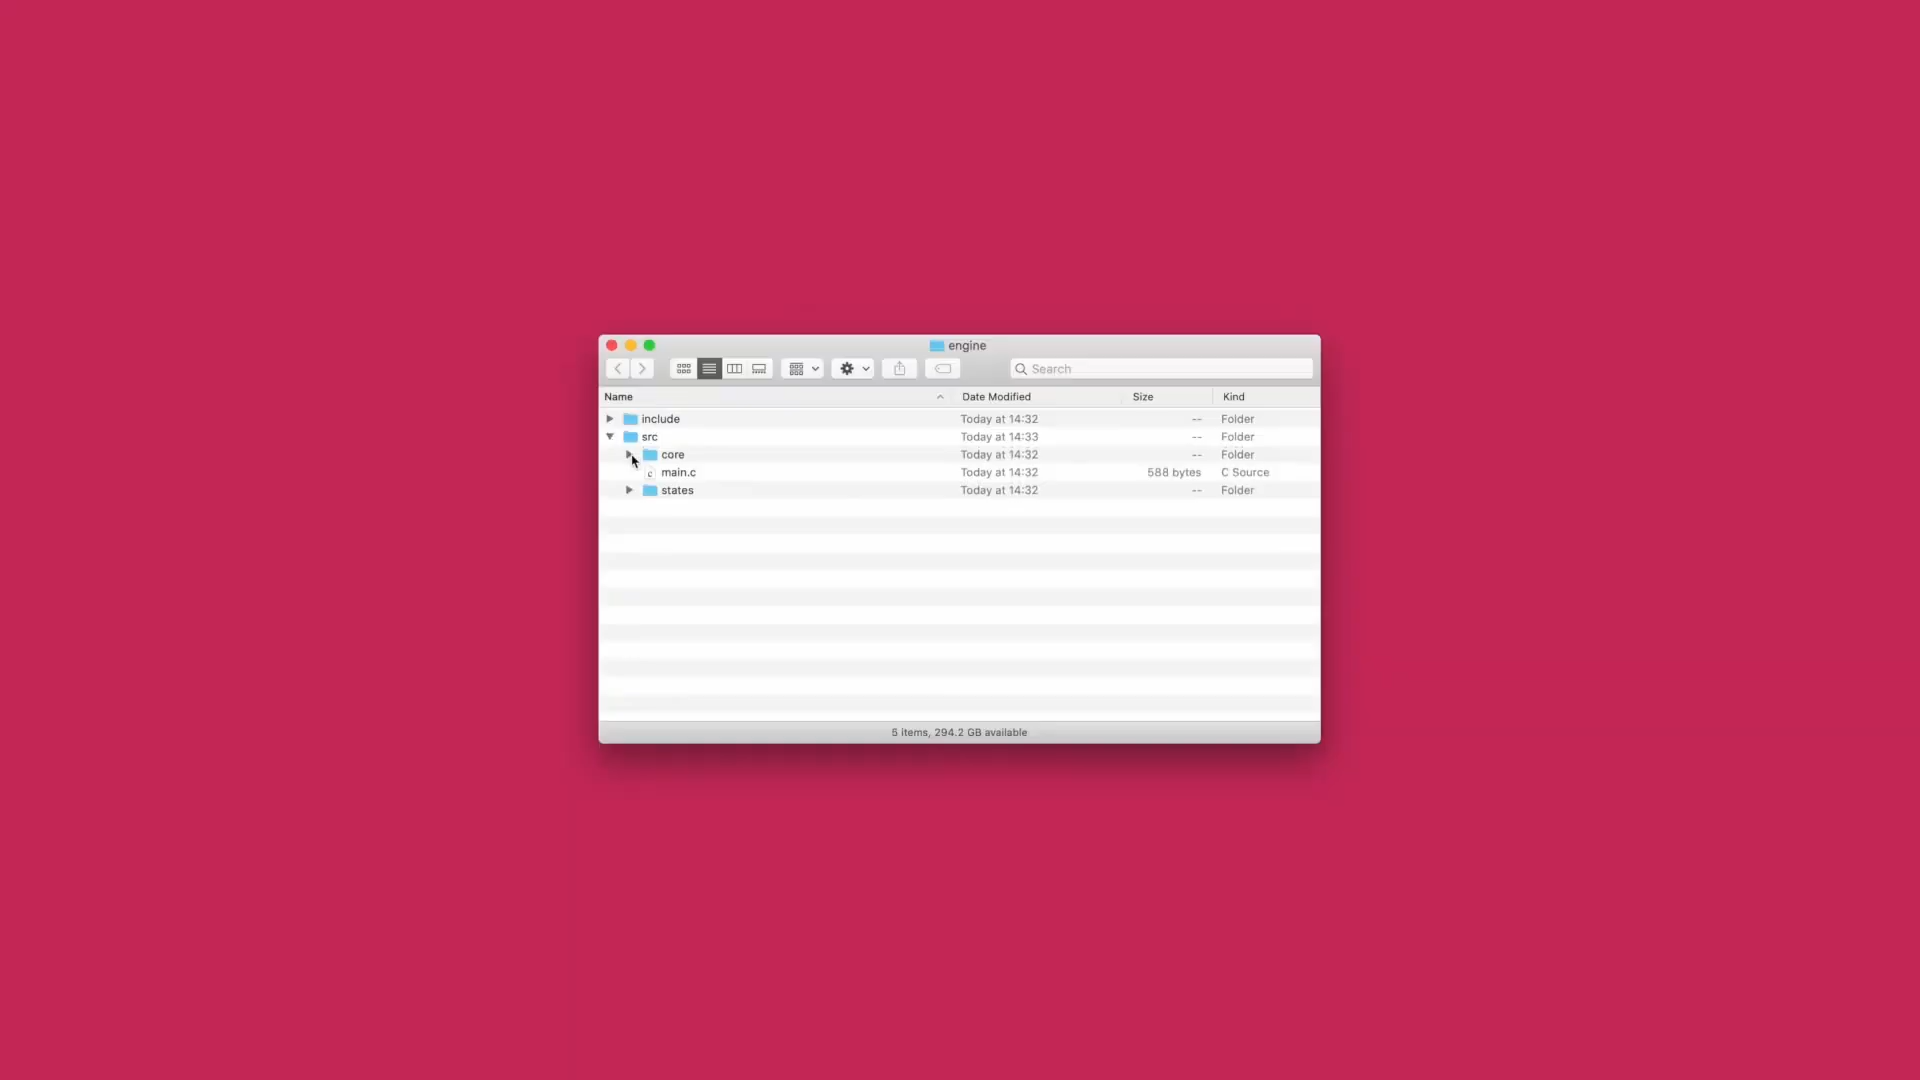 engine
Search
Name Date Modified Size Kind
include Today at 14:32 -- Folder
src Today at 14:33 -- Folder
core Today at 14:32 -- Folder
c main.c Today at 14:32 588 bytes C Source
states Today at 14:32 -- Folder
5 items, 294.2 GB available